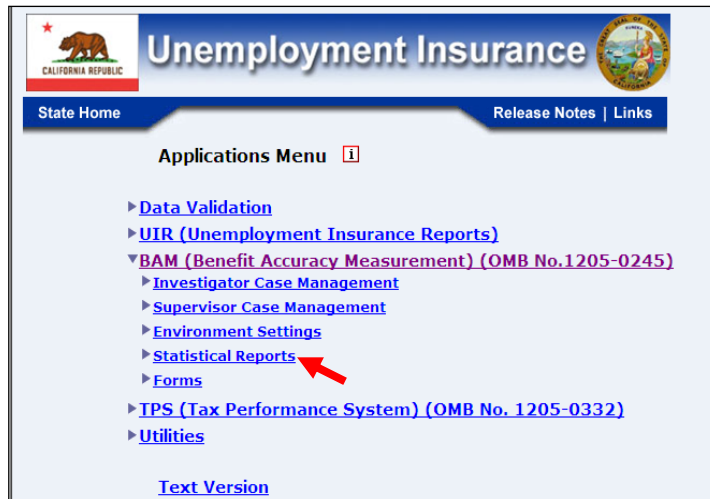 CALIFORNIA REPUBLIC
Unemployment Insurance
State Home
Release Notes | Links
Applications Menu i
Data Validation
UIR (Unemployment Insurance Reports)
BAM (Benefit Accuracy Measurement) (OMB No.1205-0245)
Investigator Case Management
Supervisor Case Management
Environment Settings
Statistical Reports
Forms
TPS (Tax Performance System) (OMB No. 1205-0332)
Utilities
Text Version